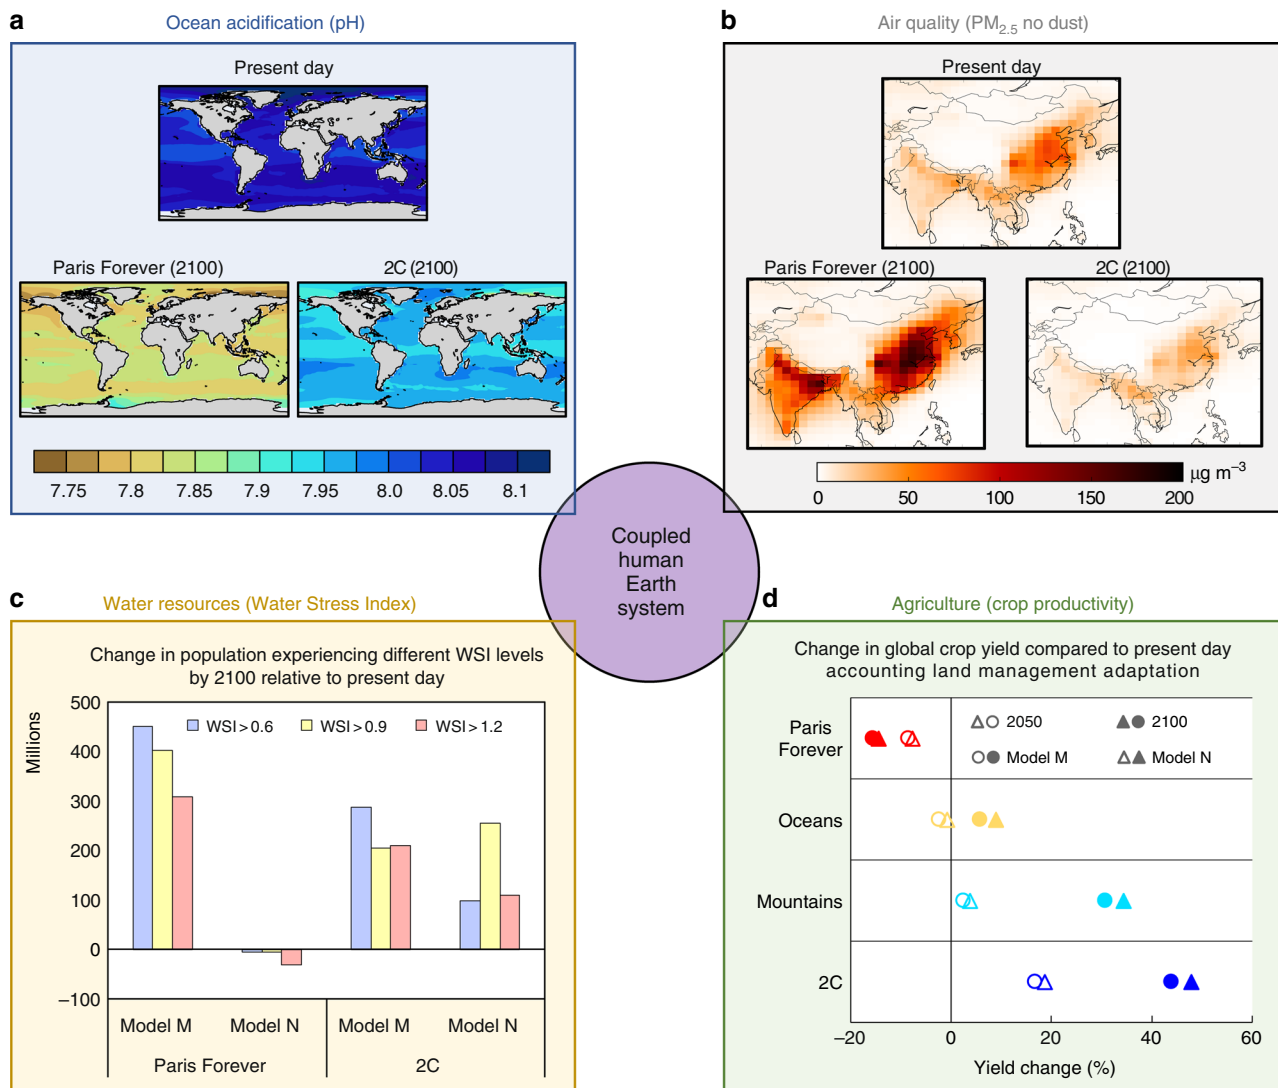 a
Ocean acidification (pH)
Present day
Paris Forever (2100)
2C (2100)
7.75 7.8 7.85 7.9 7.95 8.0 8.05 8.1
b
Air quality (PM2.5 no dust)
Present day
Paris Forever (2100)
2C (2100)
0 50 100 150 200
µg m–3
Coupled
human
Earth
system
c
Water resources (Water Stress Index)
Change in population experiencing different WSI levels
by 2100 relative to present day
Millions
500
400
300
200
100
0
–100
WSI > 0.6 WSI > 0.9 WSI > 1.2
Model M Model N Model M Model N
Paris Forever 2C
d
Agriculture (crop productivity)
Change in global crop yield compared to present day
accounting land management adaptation
Paris
Forever
Oceans
Mountains
2C
2050 2100
Model M Model N
–20 0 20 40 60
Yield change (%)